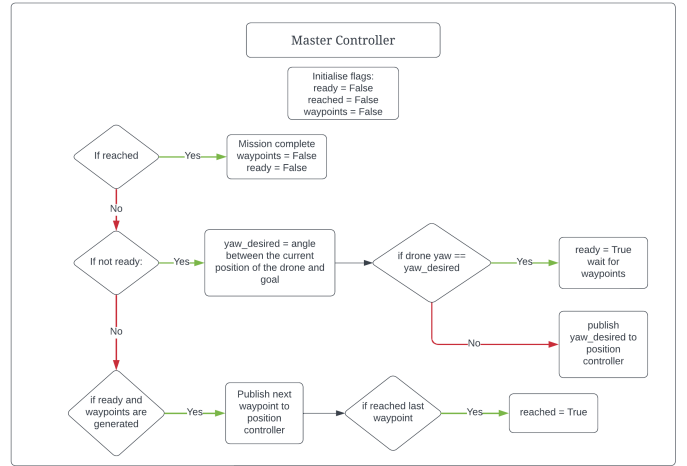 Master Controller
Initialise flags:
ready = False
reached = False
waypoints = False
If reached
Yes
Mission complete
waypoints = False
ready = False
No
If not ready:
Yes
yaw_desired = angle
between the current
position of the drone and
goal
if drone yaw ==
yaw_desired
Yes
ready = True
wait for
waypoints
No
publish
yaw_desired to
position
controller
No
if ready and
waypoints are
generated
Yes
Publish next
waypoint to
position
controller
if reached last
waypoint
Yes
reached = True